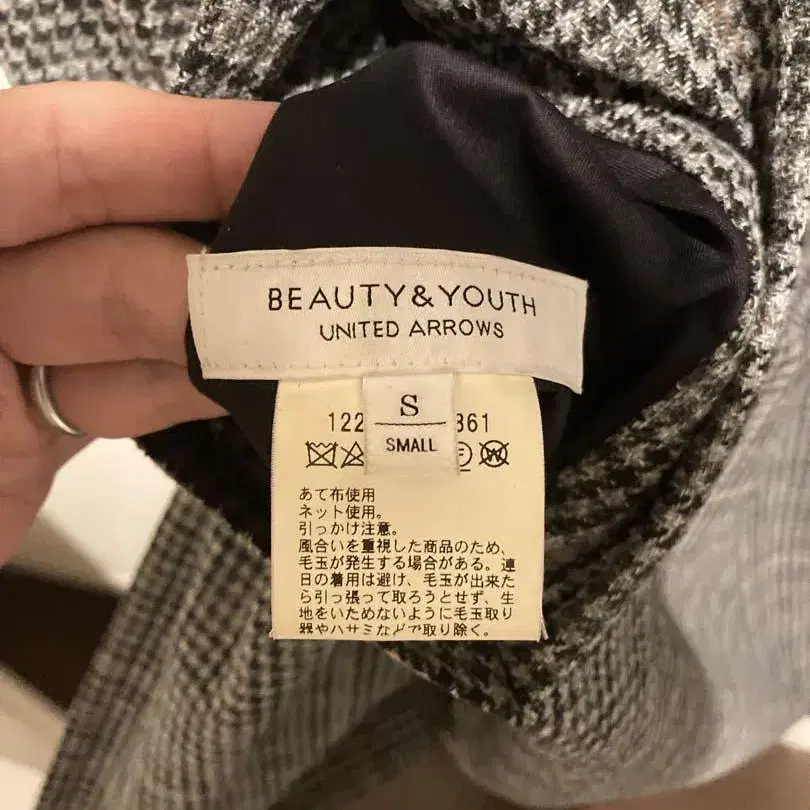 BEAUTY&YOUTH
UNITED ARROWS
S
122 361
SMALL
あて布使用
ネット使用。
引っかけ注意。
風合いを重視した商品のため、
毛玉が発生する場合がある。連
日の着用は避け、毛玉が出来た
ら引っ張って取ろうとせず、生
地をいためないように毛玉取り
器やハサミなどで取り除く。